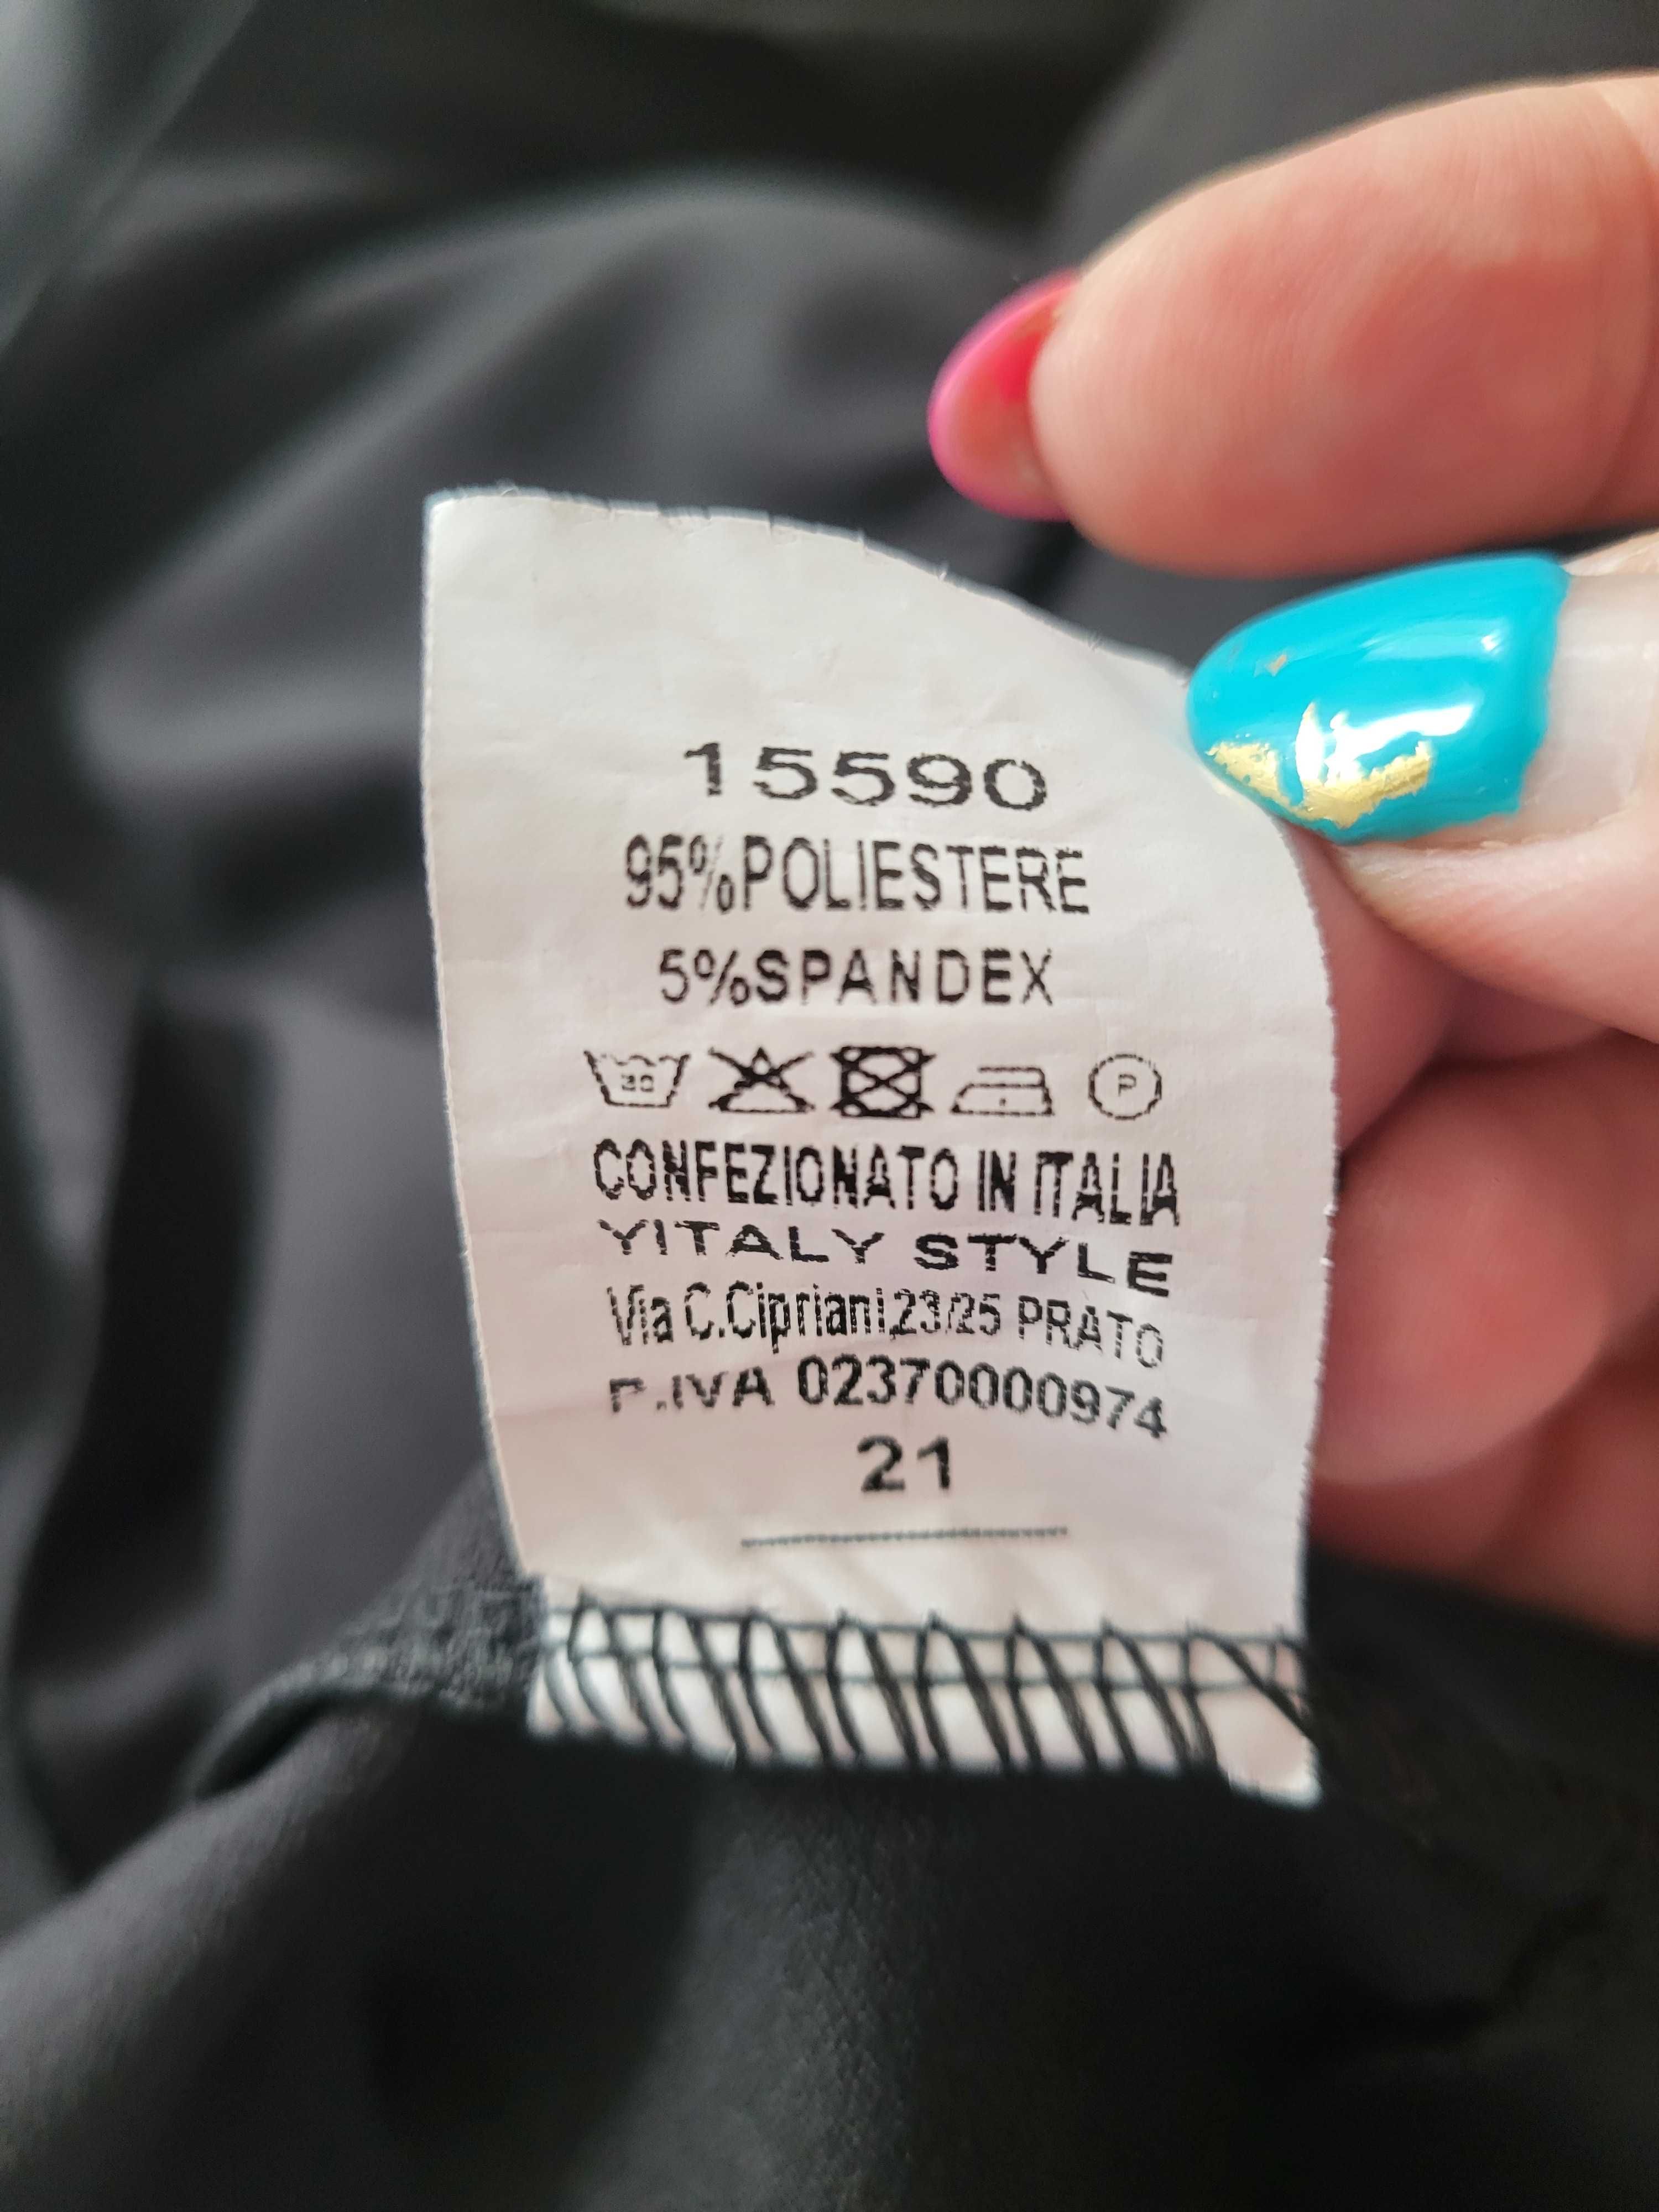 15590
95%POLIESTERE
5%SPANDEX
30 P
CONFEZIONATO IN ITALIA
YITALY STYLE
Via C.Cipriani,23/25 PRATO
P.IVA 02370000974
21